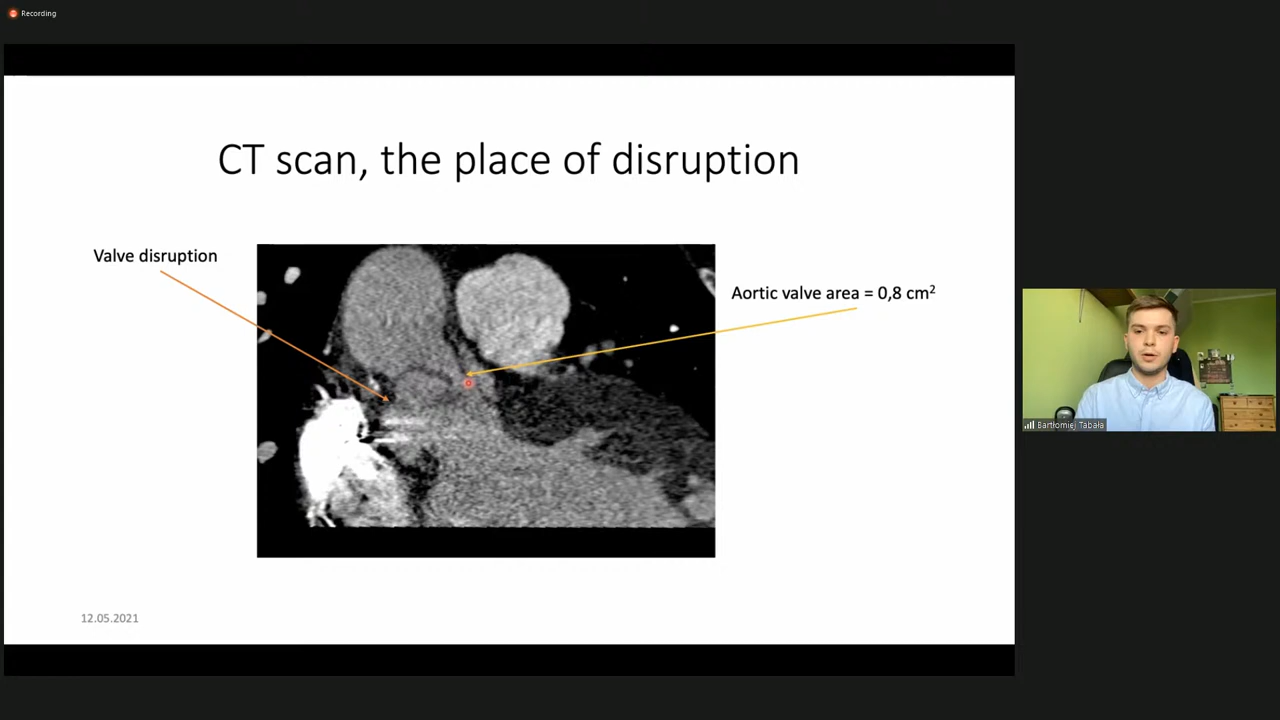 Recording
CT scan, the place of disruption
Valve disruption
Aortic valve area = 0,8 cm²
12.05.2021
Bartłomiej Tabała